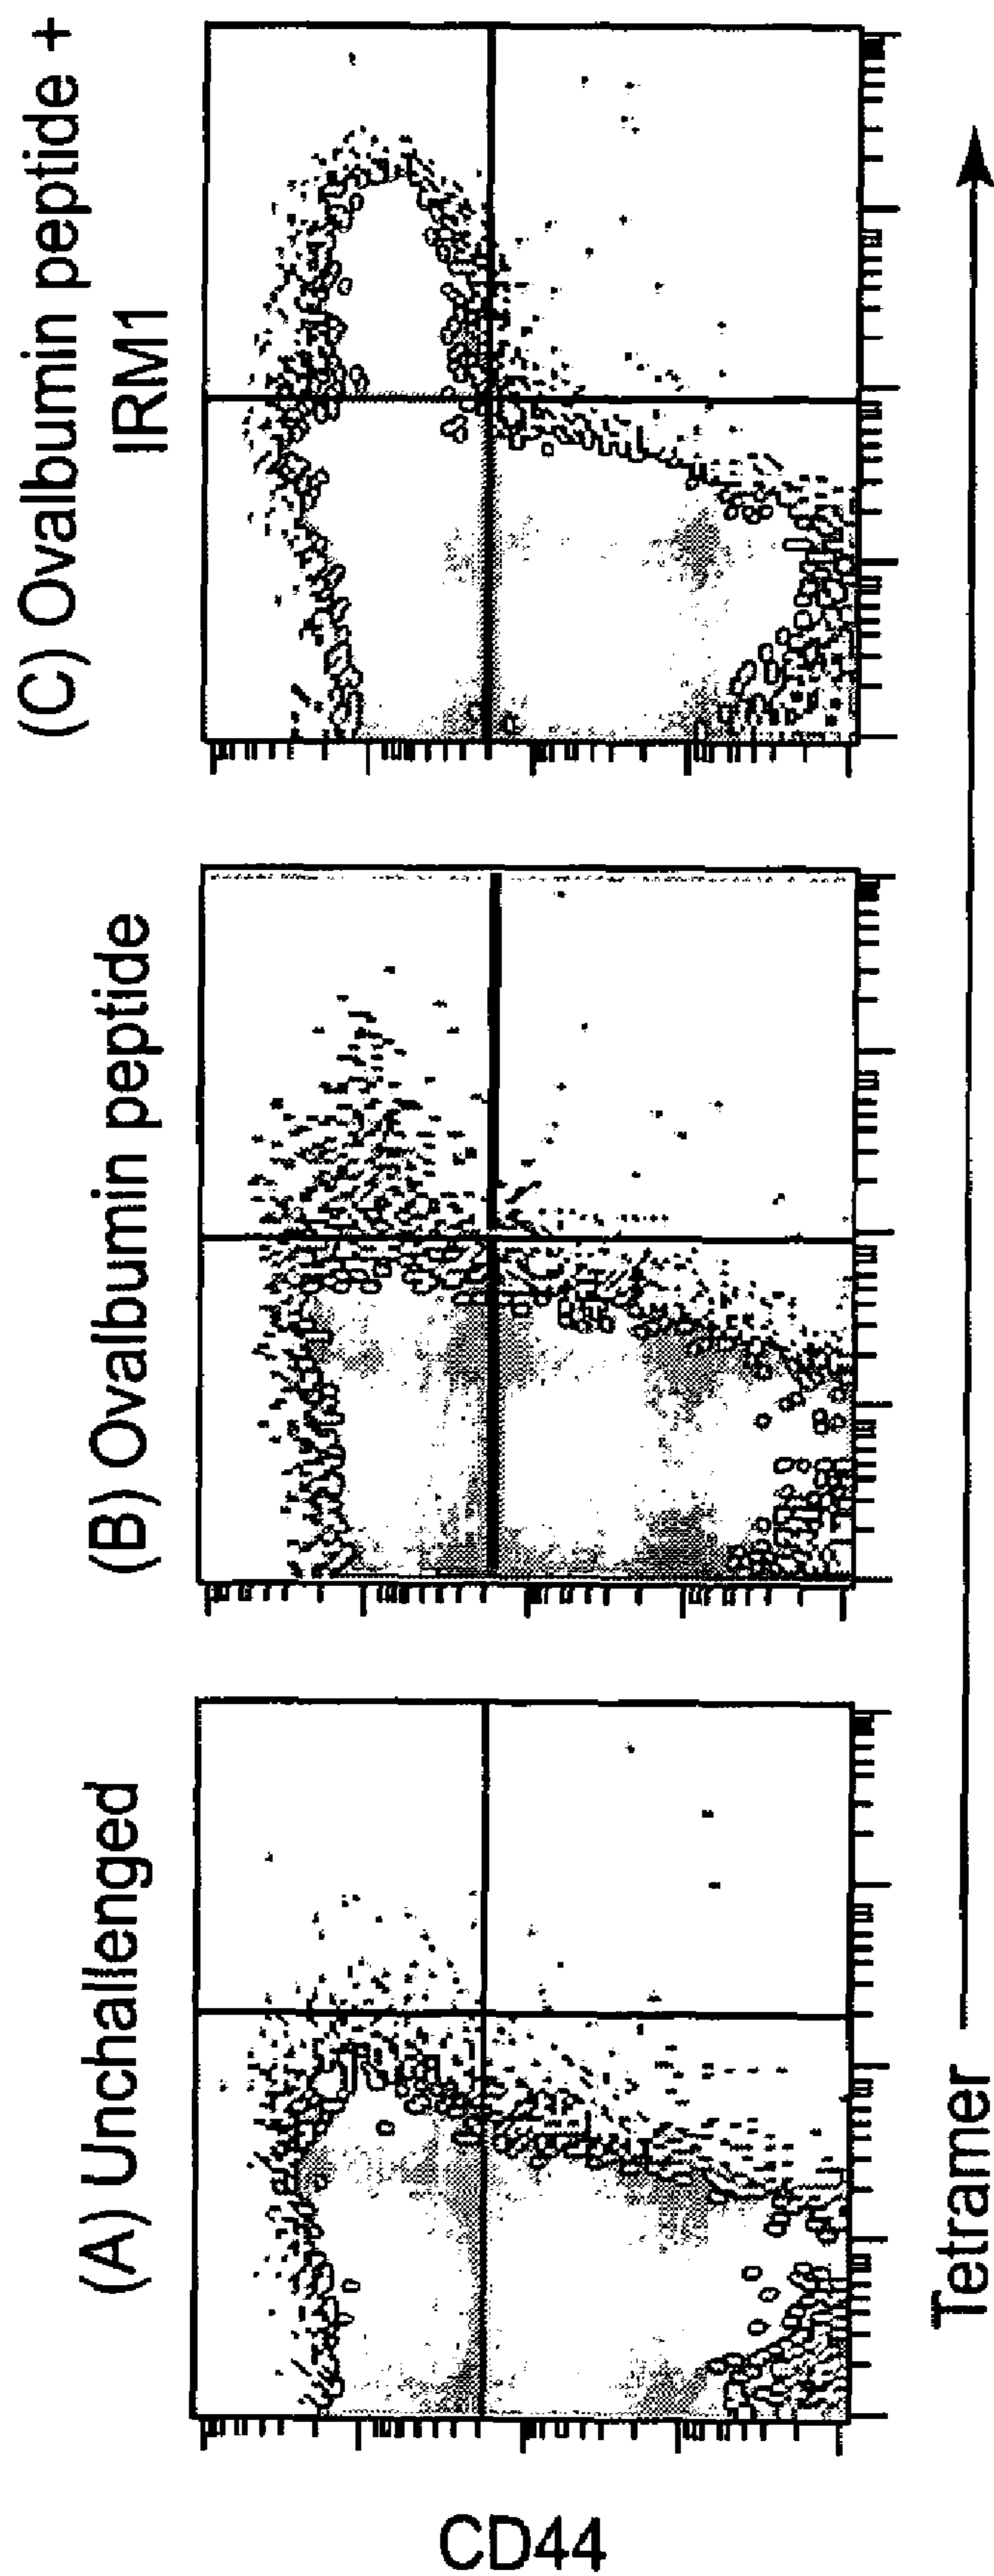 (A) Unchallenged
(B) Ovalbumin peptide
(C) Ovalbumin peptide +
IRM1
CD44
Tetramer